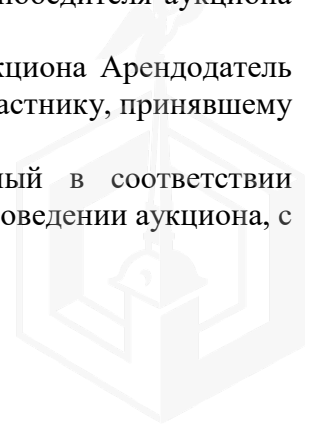 победителя аукциона
кциона Арендодатель
астнику, принявшему
ный в соответствии
оведении аукциона, с